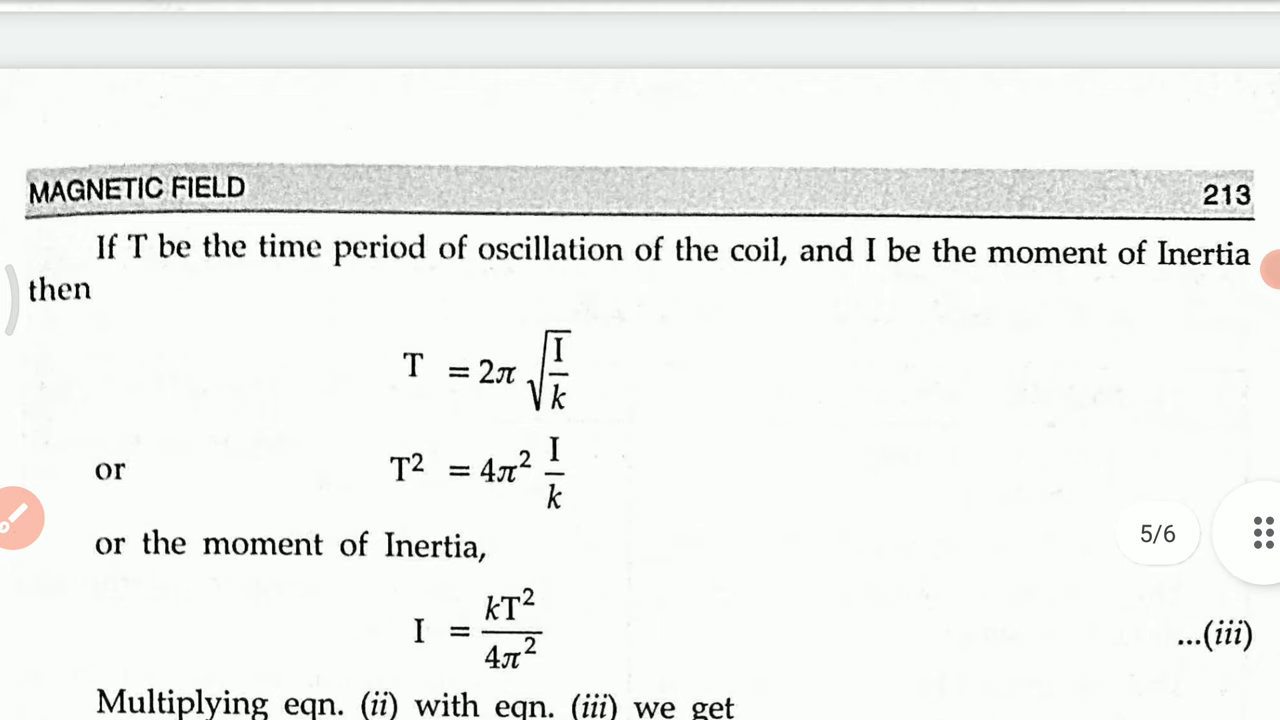 MAGNETIC FIELD 213
If T be the time period of oscillation of the coil, and I be the moment of Inertia
then
T = 2π √(I/k)
or T² = 4π² I/k
or the moment of Inertia,
5/6
I = kT²/4π² ...(iii)
Multiplying eqn. (ii) with eqn. (iii) we get